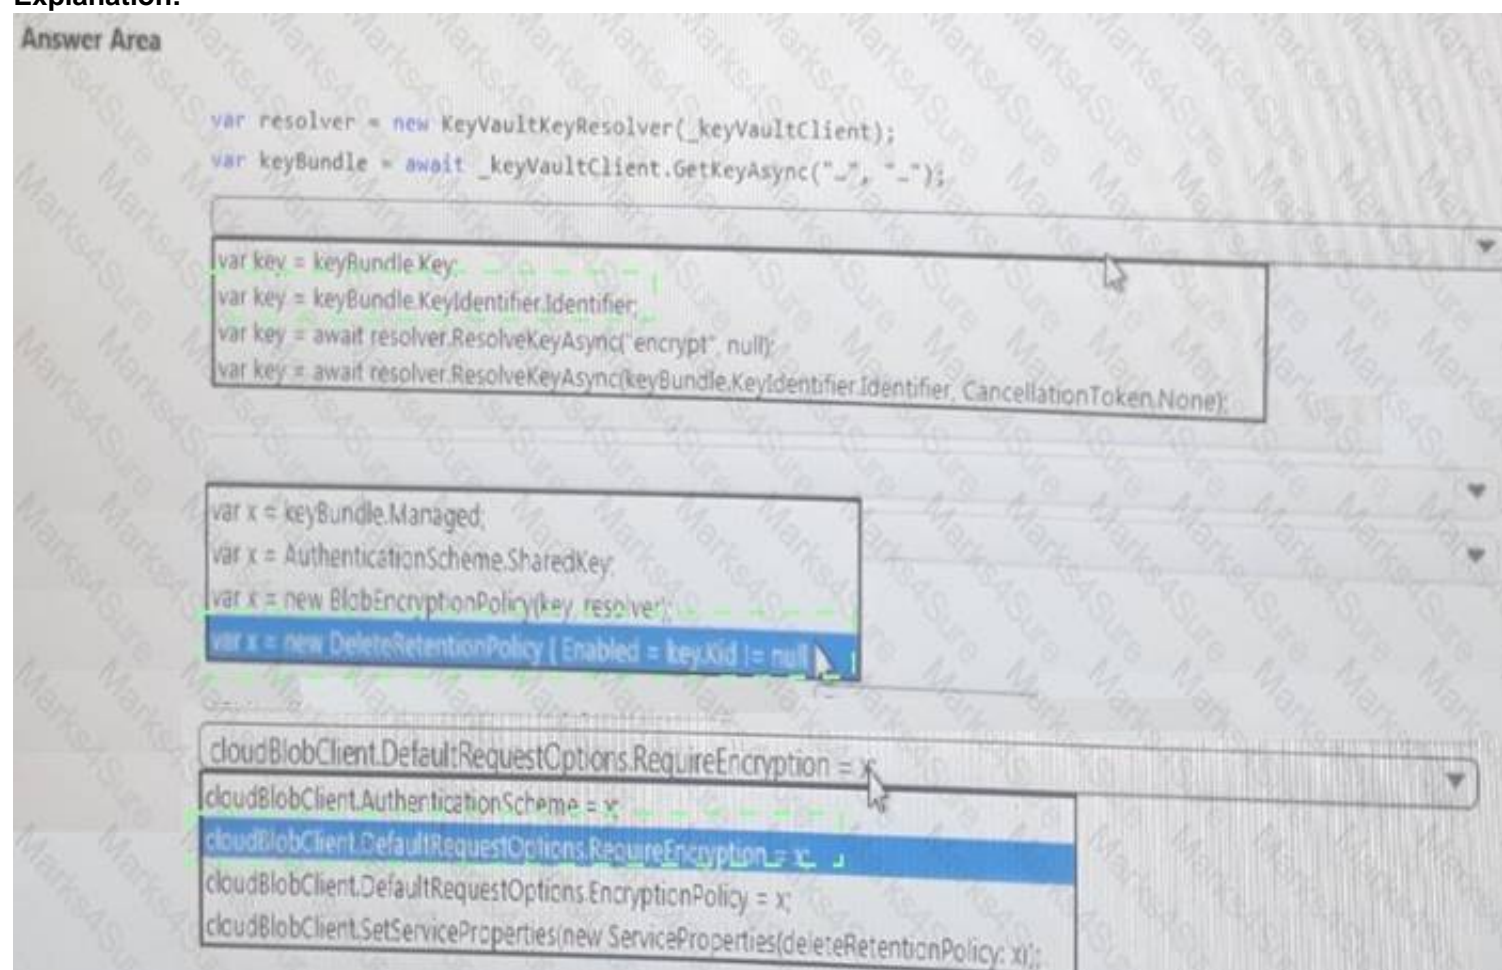 Explanation:
Answer Area
var resolver = new KeyVaultKeyResolver(_keyVaultClient);
var keyBundle = await _keyVaultClient.GetKeyAsync("…", "…");
var key = keyBundle.Key;
var key = keyBundle.KeyIdentifier.Identifier;
var key = await resolver.ResolveKeyAsync("encrypt", null);
var key = await resolver.ResolveKeyAsync(keyBundle.KeyIdentifier.Identifier, CancellationToken.None);
var x = keyBundle.Managed;
var x = AuthenticationScheme.SharedKey;
var x = new BlobEncryptionPolicy(key, resolver);
var x = new DeleteRetentionPolicy { Enabled = key.Kid != null
cloudBlobClient.DefaultRequestOptions.RequireEncryption = x;
cloudBlobClient.AuthenticationScheme = x;
cloudBlobClient.DefaultRequestOptions.RequireEncryption = x;
cloudBlobClient.DefaultRequestOptions.EncryptionPolicy = x;
cloudBlobClient.SetServiceProperties(new ServiceProperties(deleteRetentionPolicy: x));
Marks4Sure